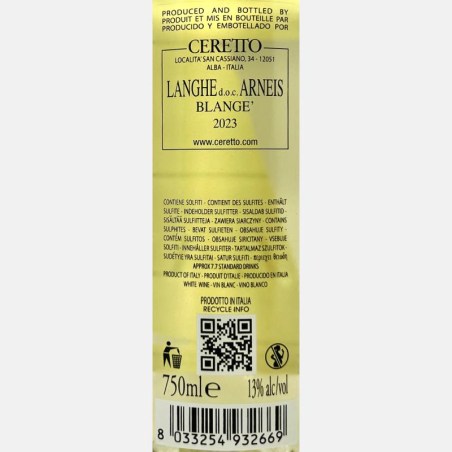 PRODUCED AND BOTTLED BY
PRODUIT ET MIS EN BOUTEILLE PAR
PRODUCIDO Y EMBOTELLADO POR
CERETTO
LOCALITA' SAN CASSIANO, 34 - 12051
ALBA - ITALIA
LANGHE d.o.c. ARNEIS
BLANGE'
2023
www.ceretto.com
CONTIENE SOLFITI - CONTIENT DES SULFITES - ENTHÄLT
SULFITE - INDEHOLDER SULFITTER - SISALDAB SULFITID -
SISÄLTÄÄ SULFIITTEJA - ZAWIERA SIARCZYNY - CONTAINS
SULPHITES - BEVAT SULFIETEN - OBSAHUJE SULFITY -
CONTÉM SULFITOS - OBSAHUJE SIRICITANY - VSEBUJE
SULFITE - INNEHÅLLER SULFITER - TARTALMAZ SZULFITOK -
SUDĖTYJE YRA SULFITAI - SATUR SULFITI -
APPROX 7.7 STANDARD DRINKS
PRODUCT OF ITALY - PRODUIT D'ITALIE - PRODUCIDO EN ITALIA
WHITE WINE - VIN BLANC - VINO BLANCO
PRODOTTO IN ITALIA
RECYCLE INFO
750ml e 13% alc/vol
8 033254 932669